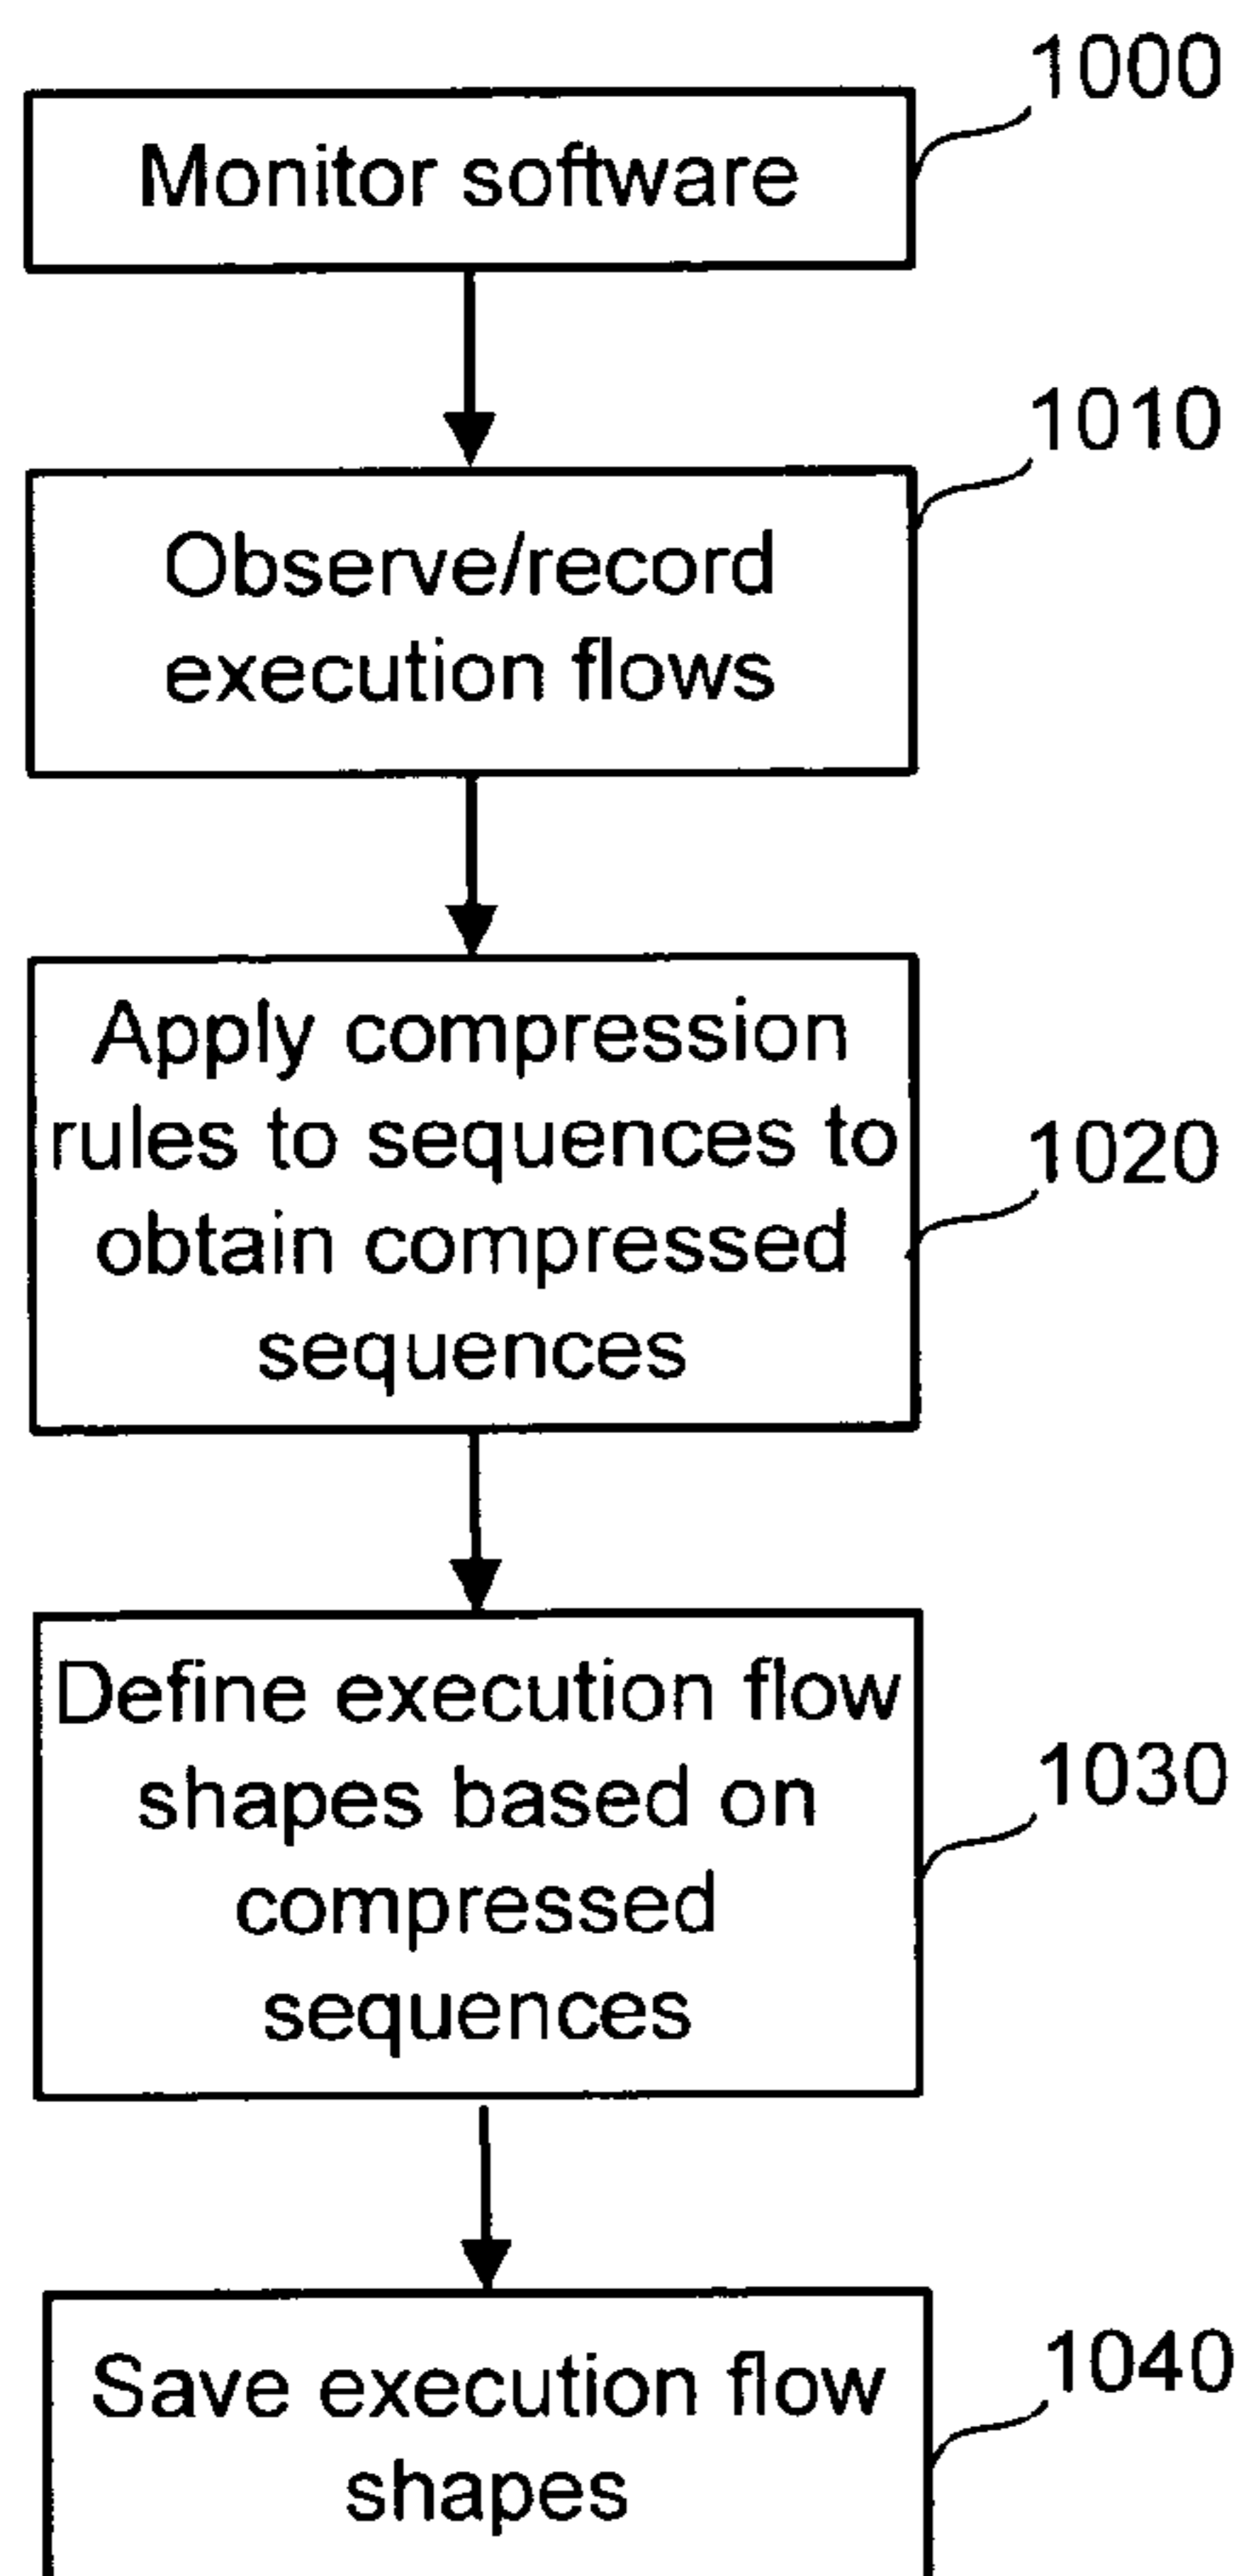 1000
Monitor software
1010
Observe/record
execution flows
Apply compression
rules to sequences to
obtain compressed
sequences
1020
Define execution flow
shapes based on
compressed
sequences
1030
Save execution flow
shapes
1040